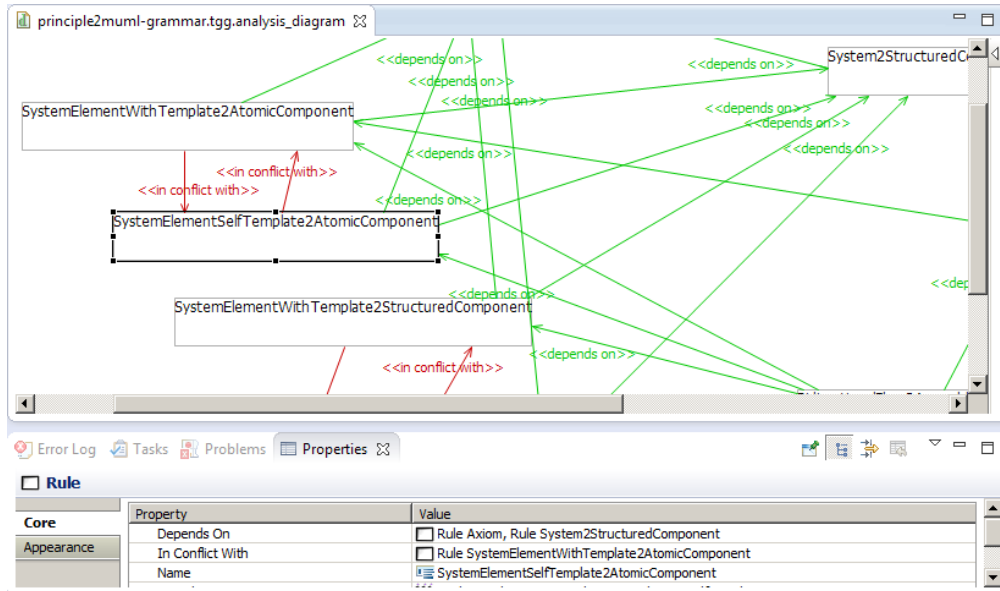 principle2muml-grammar.tgg.analysis_diagram
<<depends on>>
<<depends on>>
System2StructuredC
<<depends on>>
<<depends on>>
SystemElementWithTemplate2AtomicComponent
<<depends on>>
<<depends on>>
<<depends on>>
<<depends on>>
<<in conflict with>>
<<in conflict with>>
<<depends on>>
SystemElementSelfTemplate2AtomicComponent
<<dep
<<depends on>>
SystemElementWithTemplate2StructuredComponent
<<depends on>>
<<in conflict with>>
Error Log
Tasks
Problems
Properties
Rule
Core
Appearance
Property Value
Depends On Rule Axiom, Rule System2StructuredComponent
In Conflict With Rule SystemElementWithTemplate2AtomicComponent
Name SystemElementSelfTemplate2AtomicComponent